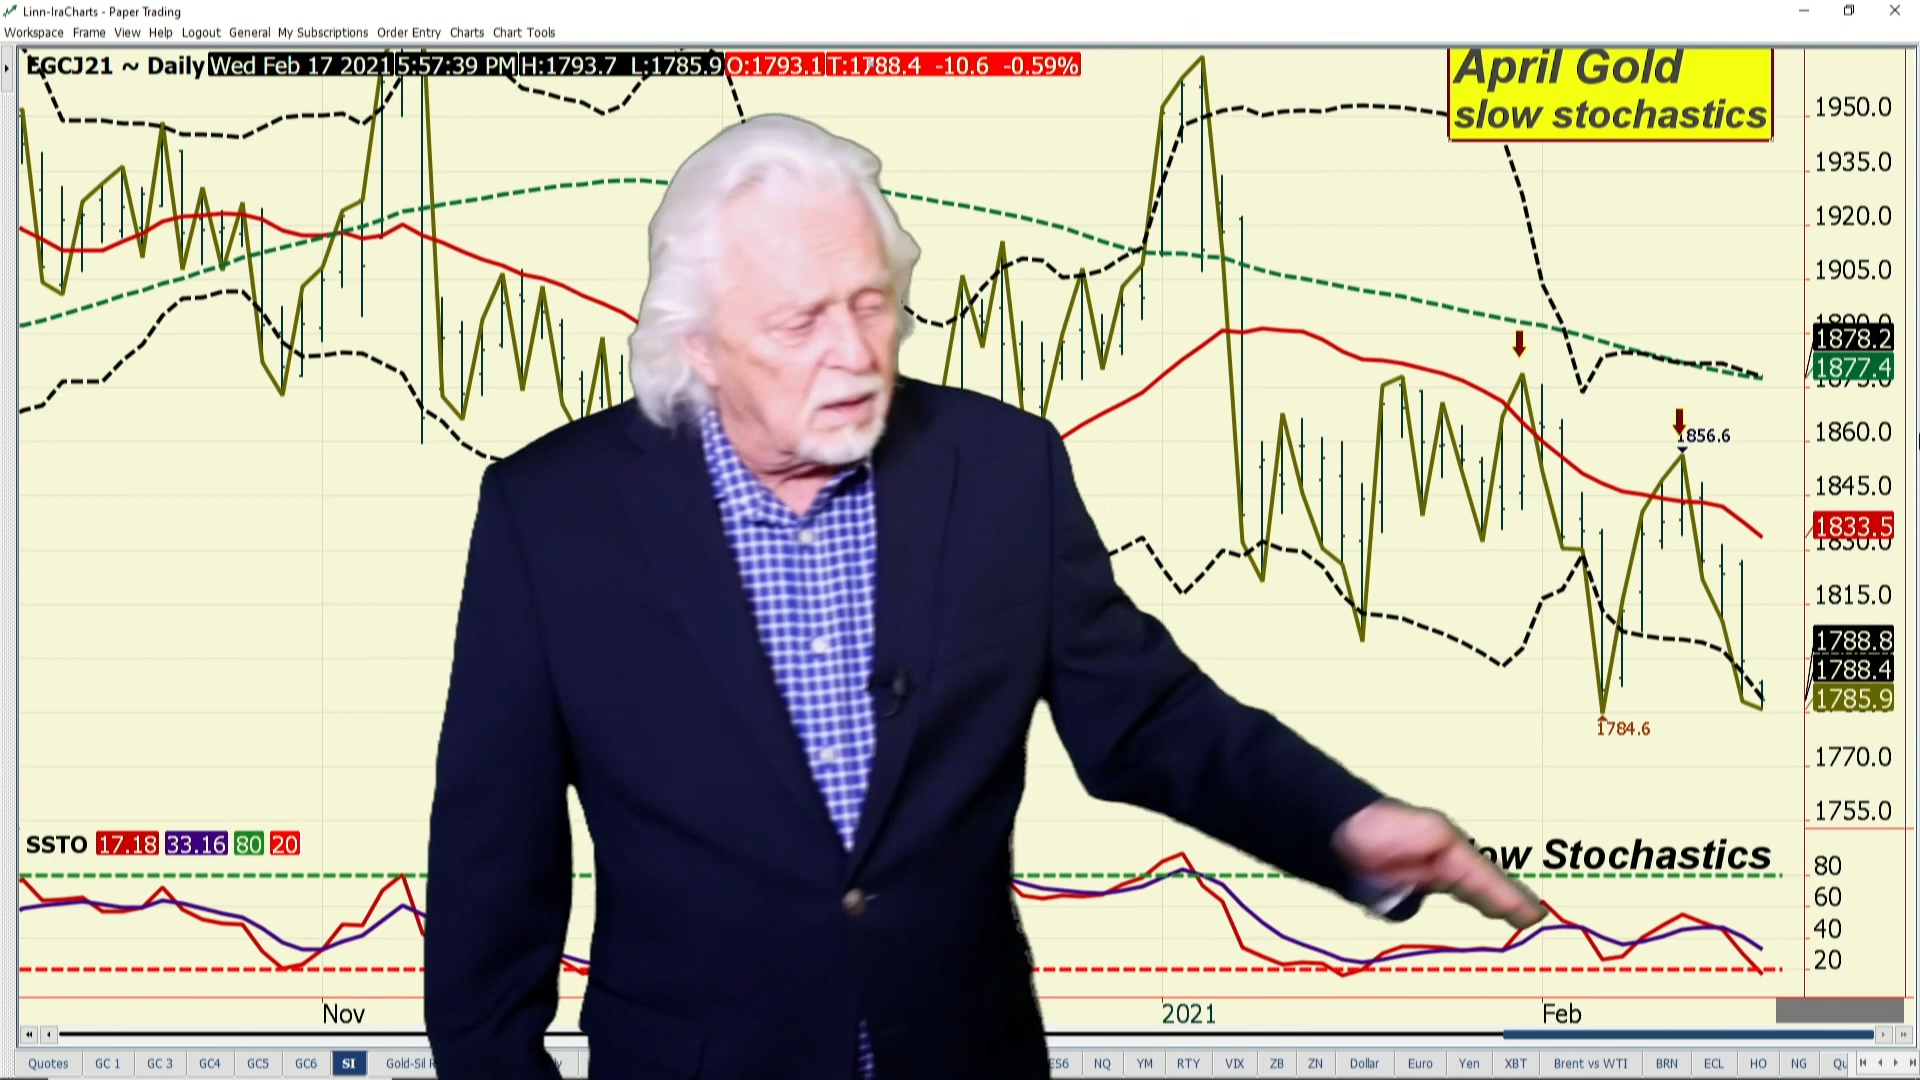 Linn-IraCharts - Paper Trading
Workspace Frame View Help Logout General My Subscriptions Order Entry Charts Chart Tools
EGCJ21 ~ Daily Wed Feb 17 2021 5:57:39 PM H:1793.7 L:1785.9 O:1793.1 T:1788.4 -10.6 -0.59%
April Gold
slow stochastics
1950.0
1935.0
1920.0
1905.0
1878.2
1877.4
1856.6
1860.0
1845.0
1833.5
1830.0
1815.0
1788.8
1788.4
1785.9
1784.6
1770.0
1755.0
SSTO 17.18 33.16 80 20
ow Stochastics
80
60
40
20
Nov 2021 Feb
Quotes GC 1 GC 3 GC4 GC5 GC6 SI Gold-Sil ES6 NQ YM RTY VIX ZB ZN Dollar Euro Yen XBT Brent vs WTI BRN ECL HO NG